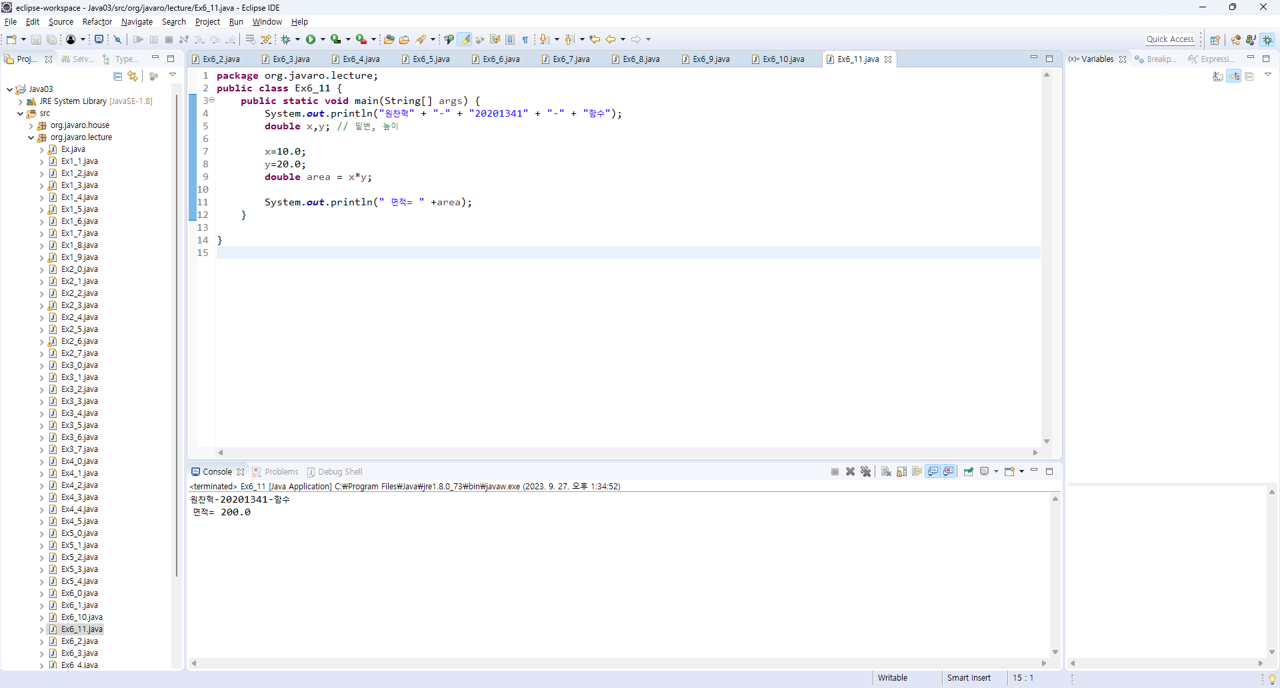 eclipse-workspace - Java03/src/org/javaro/lecture/Ex6_11.java - Eclipse IDE
File Edit Source Refactor Navigate Search Project Run Window Help
Quick Access
Proj... Serv... Type...
Java03
JRE System Library [JavaSE-1.8]
src
org.javaro.house
org.javaro.lecture
Ex.java
Ex1_1.java
Ex1_2.java
Ex1_3.java
Ex1_4.java
Ex1_5.java
Ex1_6.java
Ex1_7.java
Ex1_8.java
Ex1_9.java
Ex2_0.java
Ex2_1.java
Ex2_2.java
Ex2_3.java
Ex2_4.java
Ex2_5.java
Ex2_6.java
Ex2_7.java
Ex3_0.java
Ex3_1.java
Ex3_2.java
Ex3_3.java
Ex3_4.java
Ex3_5.java
Ex3_6.java
Ex3_7.java
Ex4_0.java
Ex4_1.java
Ex4_2.java
Ex4_3.java
Ex4_4.java
Ex4_5.java
Ex5_0.java
Ex5_1.java
Ex5_2.java
Ex5_3.java
Ex5_4.java
Ex6_0.java
Ex6_1.java
Ex6_10.java
Ex6_11.java
Ex6_2.java
Ex6_3.java
Ex6_4.java
Ex6_2.java Ex6_3.java Ex6_4.java Ex6_5.java Ex6_6.java Ex6_7.java Ex6_8.java Ex6_9.java Ex6_10.java Ex6_11.java
1 package org.javaro.lecture;
2 public class Ex6_11 {
3 public static void main(String[] args) {
4 System.out.println("원찬혁" + "-" + "20201341" + "-" + "함수");
5 double x,y; // 밑변, 높이
6
7 x=10.0;
8 y=20.0;
9 double area = x*y;
10
11 System.out.println(" 면적= " +area);
12 }
13
14 }
15
Console Problems Debug Shell
<terminated> Ex6_11 [Java Application] C:₩Program Files₩Java₩jre1.8.0_73₩bin₩javaw.exe (2023. 9. 27. 오후 1:34:52)
원찬혁-20201341-함수
면적= 200.0
(x)= Variables Breakp... Expressi...
Writable Smart Insert 15 : 1